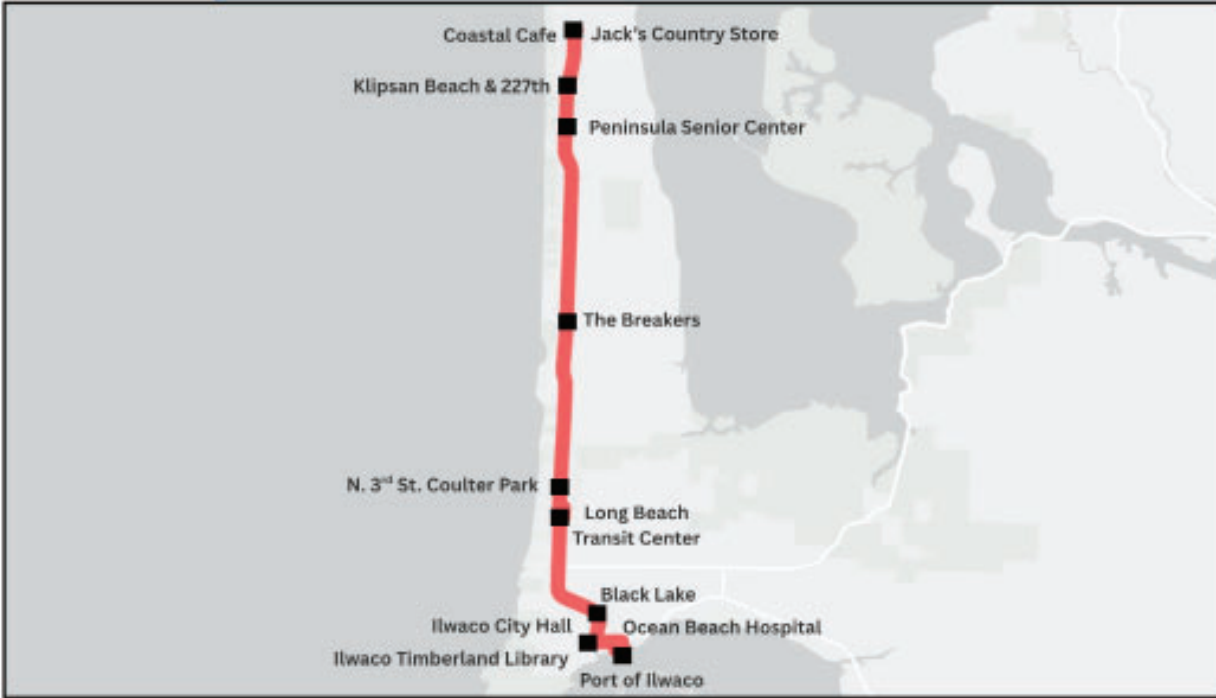 Coastal Cafe
Jack's Country Store
Klipsan Beach & 227th
Peninsula Senior Center
The Breakers
N. 3rd St. Coulter Park
Long Beach
Transit Center
Black Lake
Ilwaco City Hall
Ocean Beach Hospital
Ilwaco Timberland Library
Port of Ilwaco